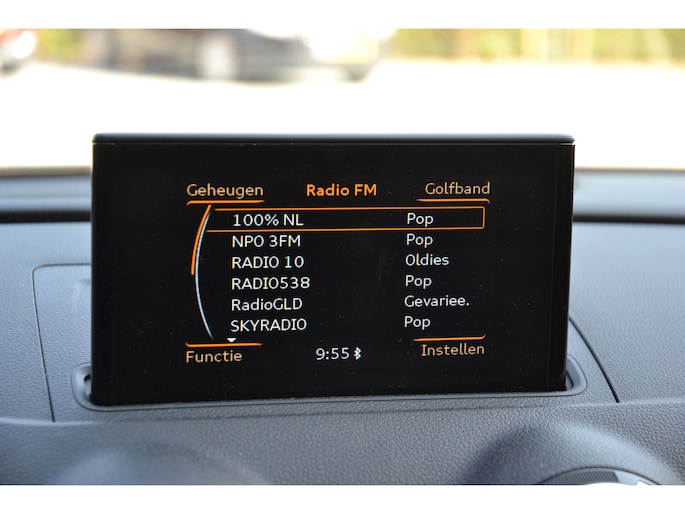 Geheugen Radio FM Golfband
100% NL Pop
NPO 3FM Pop
RADIO 10 Oldies
RADIO538 Pop
RadioGLD Gevariee.
SKYRADIO Pop
Functie 9:55 Instellen